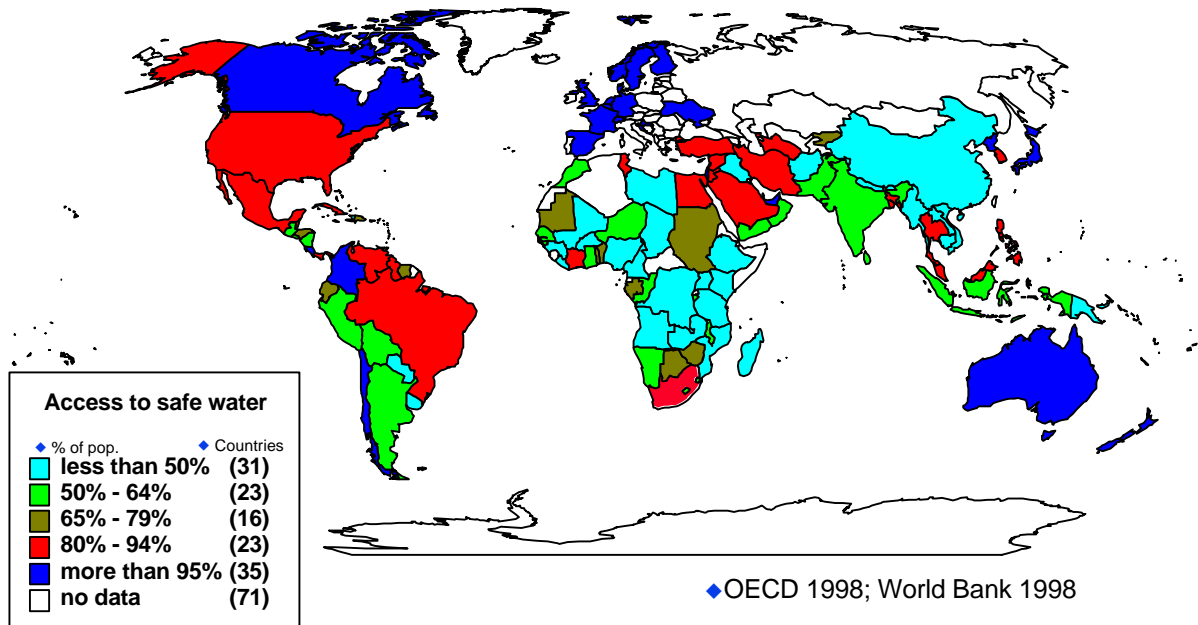 Access to safe water
◆ % of pop. ◆ Countries
less than 50% (31)
50% - 64% (23)
65% - 79% (16)
80% - 94% (23)
more than 95% (35)
no data (71)
◆OECD 1998; World Bank 1998